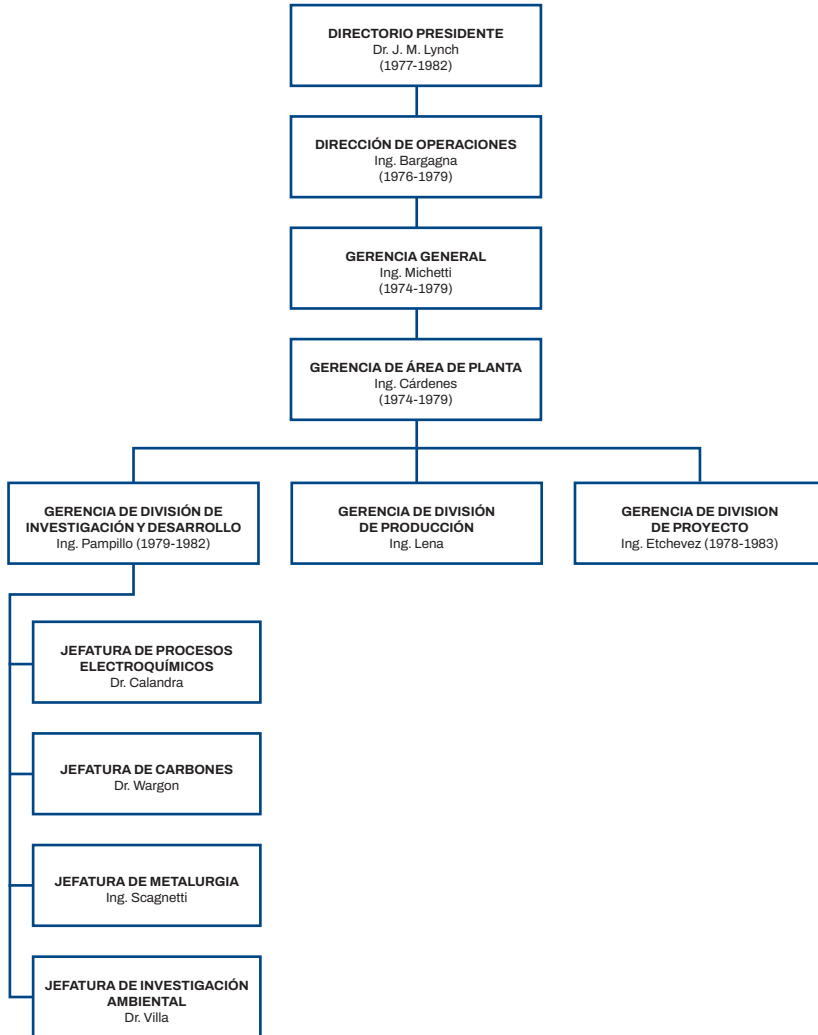 DIRECTORIO PRESIDENTE
Dr. J. M. Lynch
(1977-1982)
DIRECCIÓN DE OPERACIONES
Ing. Bargagna
(1976-1979)
GERENCIA GENERAL
Ing. Michetti
(1974-1979)
GERENCIA DE ÁREA DE PLANTA
Ing. Cárdenes
(1974-1979)
GERENCIA DE DIVISIÓN DE
INVESTIGACIÓN Y DESARROLLO
Ing. Pampillo (1979-1982)
GERENCIA DE DIVISIÓN
DE PRODUCCIÓN
Ing. Lena
GERENCIA DE DIVISION
DE PROYECTO
Ing. Etchevez (1978-1983)
JEFATURA DE PROCESOS
ELECTROQUÍMICOS
Dr. Calandra
JEFATURA DE CARBONES
Dr. Wargon
JEFATURA DE METALURGIA
Ing. Scagnetti
JEFATURA DE INVESTIGACIÓN
AMBIENTAL
Dr. Villa